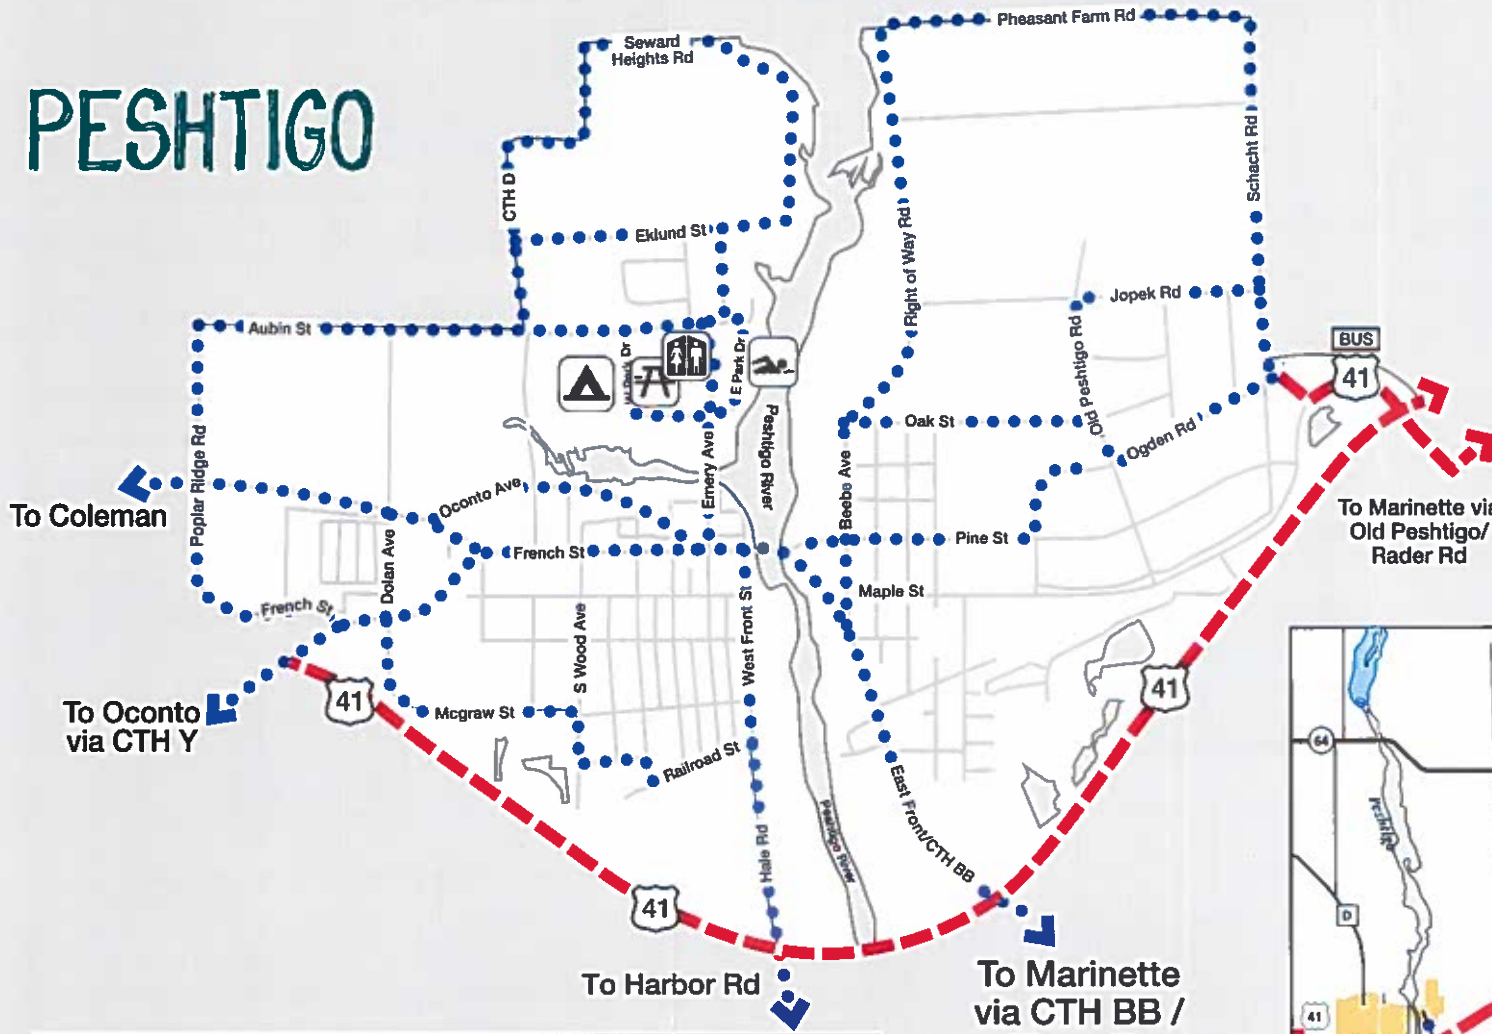 PESHTIGO
Seward
Heights Rd
Pheasant Farm Rd
CTH D
Schacht Rd
Eklund St
Right of Way Rd
Jopek Rd
Aubin St
BUS
41
E Park Dr
Old Peshtigo Rd
Poplar Ridge Rd
Peshtigo River
Oak St
Ogden Rd
Emery Ave
Beebe Ave
Oconto Ave
To Coleman
To Marinette via
Old Peshtigo/
Rader Rd
French St
Pine St
Dolan Ave
Maple St
French St
S Wood Ave
West Front St
41
41
To Oconto
via CTH Y
Mcgraw St
Railroad St
64
East Front/CTH BB
Peshtigo River
Peshtigo
Hale Rd
41
D
To Harbor Rd
To Marinette
via CTH BB /
41